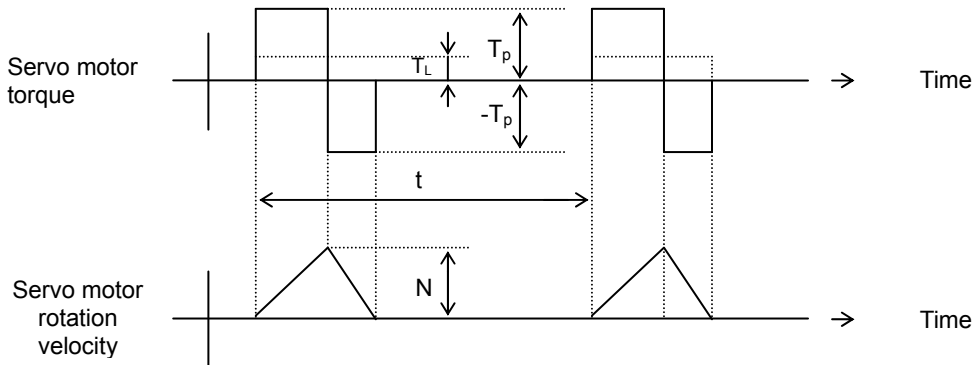 Servo motor
torque
T_L
T_p
-T_p
Time
t
Servo motor
rotation
velocity
N
Time